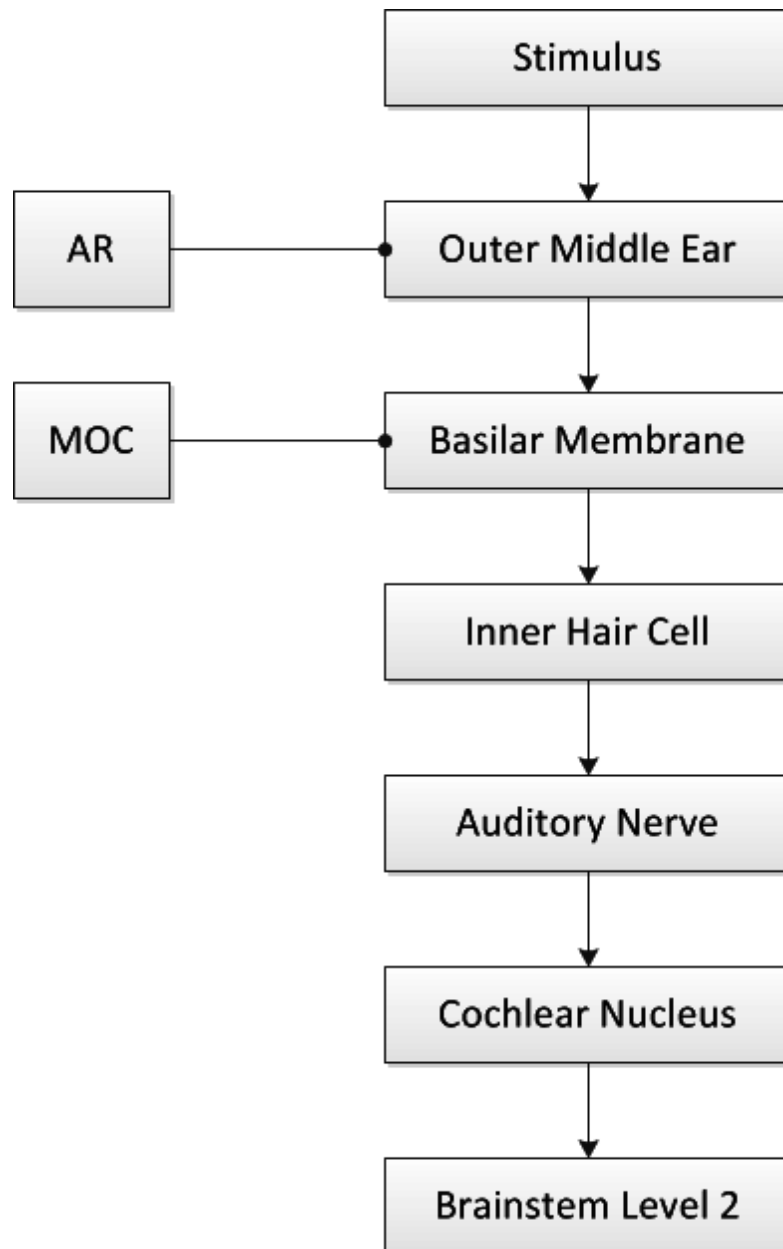 Stimulus
AR
Outer Middle Ear
MOC
Basilar Membrane
Inner Hair Cell
Auditory Nerve
Cochlear Nucleus
Brainstem Level 2